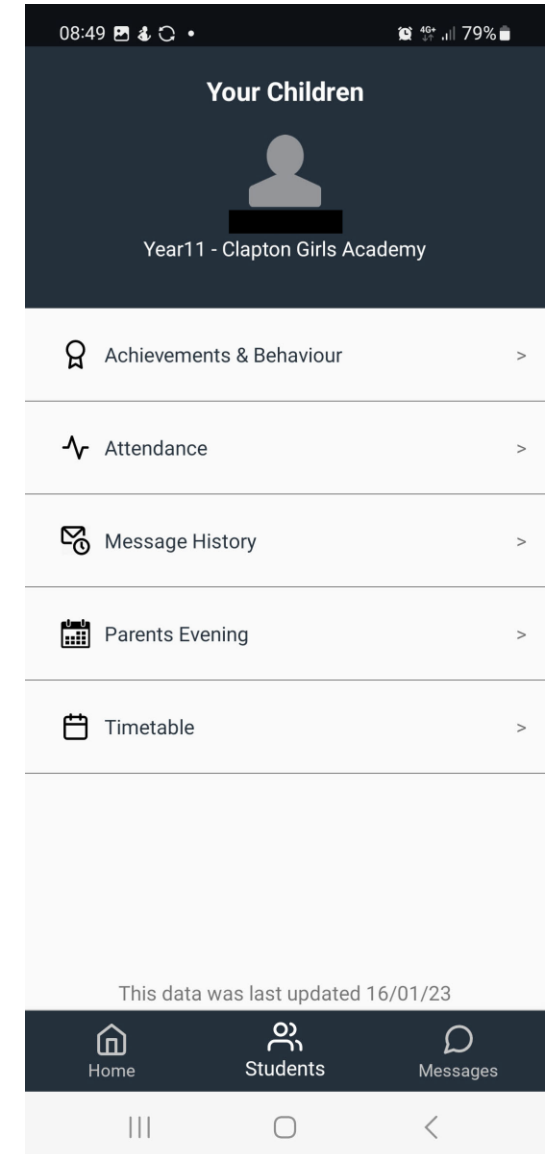 08:49 4G+ 79%
Your Children
Year11 - Clapton Girls Academy
Achievements & Behaviour >
Attendance >
Message History >
Parents Evening >
Timetable >
This data was last updated 16/01/23
Home Students Messages